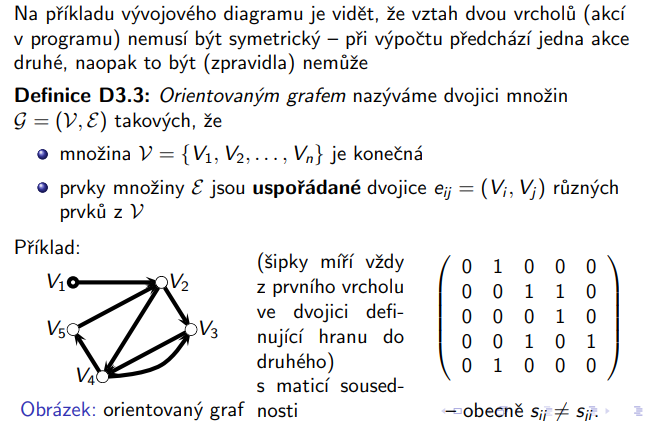 Na příkladu vývojového diagramu je vidět, že vztah dvou vrcholů (akcí
v programu) nemusí být symetrický – při výpočtu předchází jedna akce
druhé, naopak to být (zpravidla) nemůže
Definice D3.3: Orientovaným grafem nazýváme dvojici množin
𝒢 = (𝒱, ℰ) takových, že
množina 𝒱 = {V₁, V₂, . . . , Vₙ} je konečná
prvky množiny ℰ jsou uspořádané dvojice eᵢⱼ = (Vᵢ, Vⱼ) různých
prvků z 𝒱
Příklad:
V₁
V₂
V₅
V₃
V₄
Obrázek: orientovaný graf
(šipky míří vždy
z prvního vrcholu
ve dvojici defi-
nující hranu do
druhého)
s maticí soused-
nosti
0 1 0 0 0
0 0 1 1 0
0 0 0 1 0
0 0 1 0 1
0 1 0 0 0
– obecně sᵢⱼ ≠ sⱼᵢ.